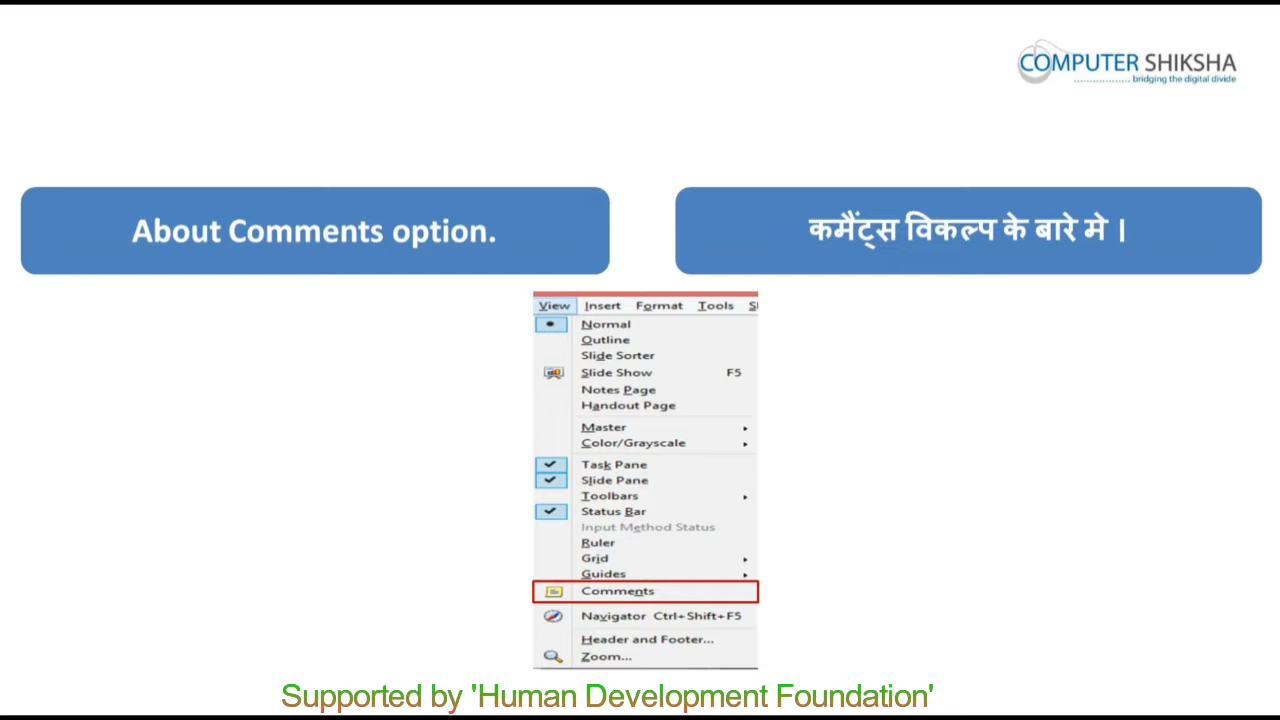 COMPUTER SHIKSHA
bridging the digital divide
About Comments option.
कमैंट्स विकल्प के बारे मे ।
View Insert Format Tools
Normal
Outline
Slide Sorter
Slide Show F5
Notes Page
Handout Page
Master
Color/Grayscale
Task Pane
Slide Pane
Toolbars
Status Bar
Input Method Status
Ruler
Grid
Guides
Comments
Navigator Ctrl+Shift+F5
Header and Footer...
Zoom...
Supported by 'Human Development Foundation'